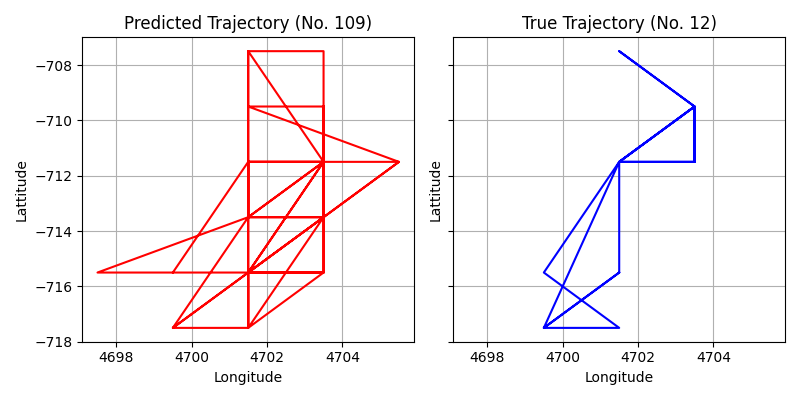 Predicted Trajectory (No. 109)
True Trajectory (No. 12)
−708
−710
−712
−714
−716
−718
Lattitude
Lattitude
4698 4700 4702 4704
4698 4700 4702 4704
Longitude
Longitude